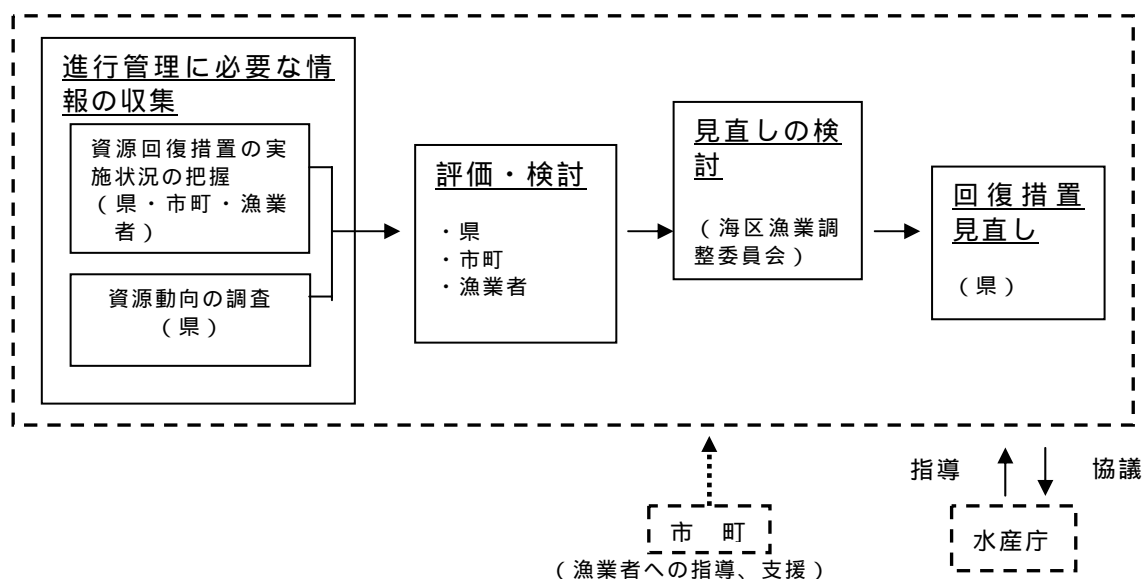 進行管理に必要な情
報の収集
資源回復措置の実
施状況の把握
（県・市町・漁業
者）
資源動向の調査
（県）
評価・検討
・県
・市町
・漁業者
見直しの検
討
（海区漁業調
整委員会）
回復措置
見直し
（県）
指導
協議
市　町
（漁業者への指導、支援）
水産庁